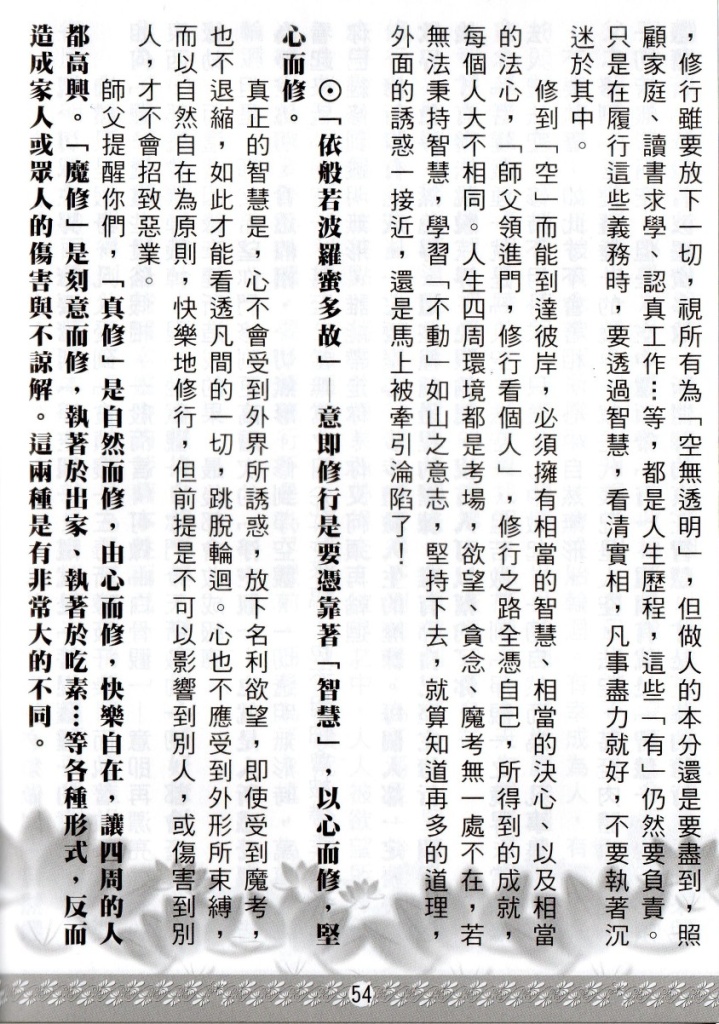 ，修行雖要放下一切，視所有為「空無透明」，但做人的本分還是要盡到，照
顧家庭、讀書求學、認真工作…等，都是人生歷程，這些「有」仍然要負責。
只是在履行這些義務時，要透過智慧，看清實相，凡事盡力就好，不要執著沉
迷於其中。
修到「空」而能到達彼岸，必須擁有相當的智慧、相當的決心、以及相當
的法心，師父領進門，修行看個人」，修行之路全憑自己，所得到的成就，
每個人大不相同。人生四周環境都是考場，欲望、貪念、魔考無一處不在，若
無法秉持智慧，學習「不動」如山之意志，堅持下去，就算知道再多的道理，
外面的誘惑一接近，還是馬上被牽引淪陷了！
⊙「依般若波羅蜜多故」—意即修行是要憑靠著「智慧」，以心而修，堅
心而修。
真正的智慧是，心不會受到外界所誘惑，放下名利欲望，即使受到魔考，
也不退縮，如此才能看透凡間的一切，跳脫輪迴。心也不應受到外形所束縛，
而以自然自在為原則，快樂地修行，但前提是不可以影響到別人，或傷害到別
人，才不會招致惡業。
師父提醒你們，「真修」是自然而修，由心而修，快樂自在，讓四周的人
都高興。「魔修」是刻意而修，執著於出家、執著於吃素…等各種形式，反而
造成家人或眾人的傷害與不諒解。這兩種是有非常大的不同。
54